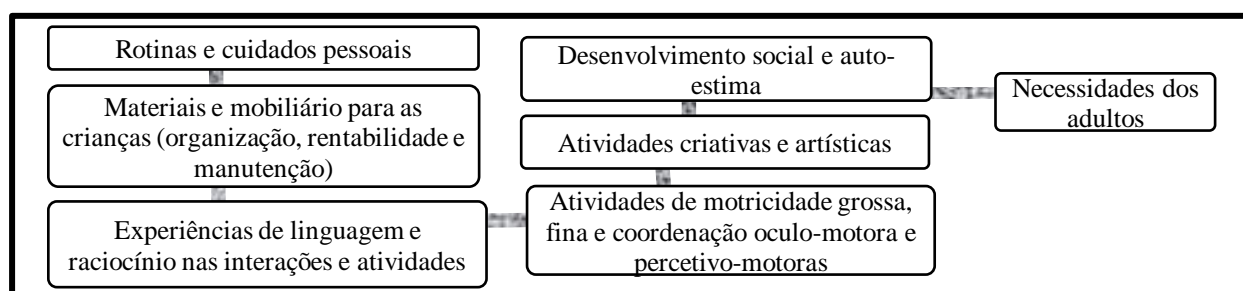 Rotinas e cuidados pessoais
Materiais e mobiliário para as
crianças (organização, rentabilidade e
manutenção)
Experiências de linguagem e
raciocínio nas interações e atividades
Atividades de motricidade grossa,
fina e coordenação oculo-motora e
percetivo-motoras
Atividades criativas e artísticas
Desenvolvimento social e auto-
estima
Necessidades dos
adultos